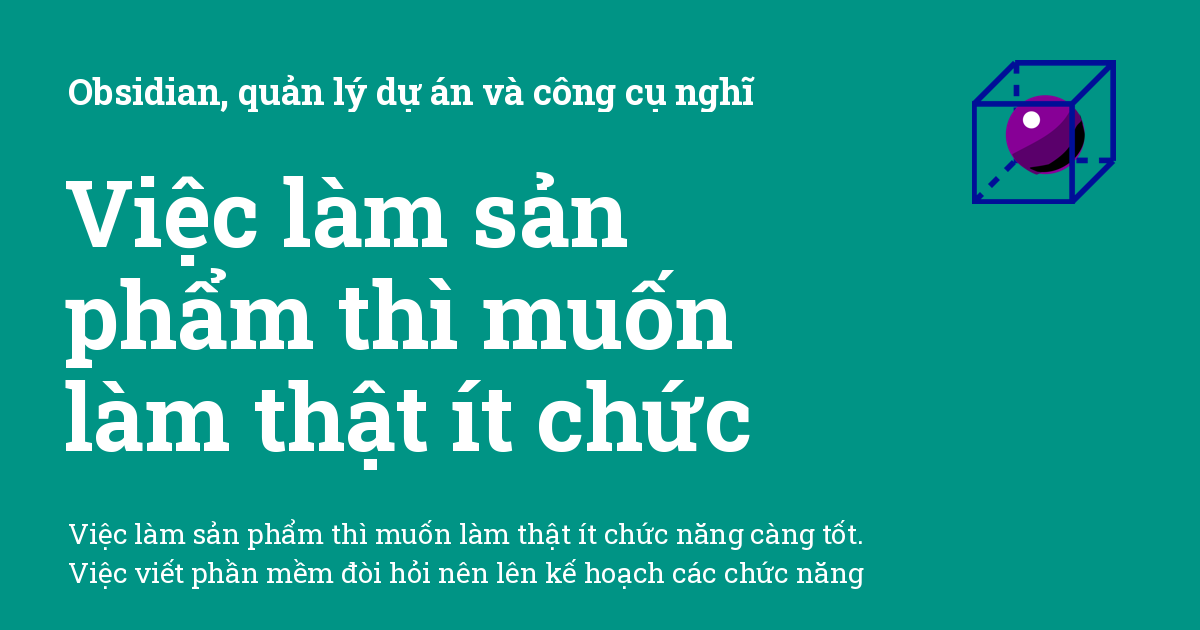 Obsidian, quản lý dự án và công cụ nghĩ
Việc làm sản
phẩm thì muốn
làm thật ít chức
Việc làm sản phẩm thì muốn làm thật ít chức năng càng tốt.
Việc viết phần mềm đòi hỏi nên lên kế hoạch các chức năng